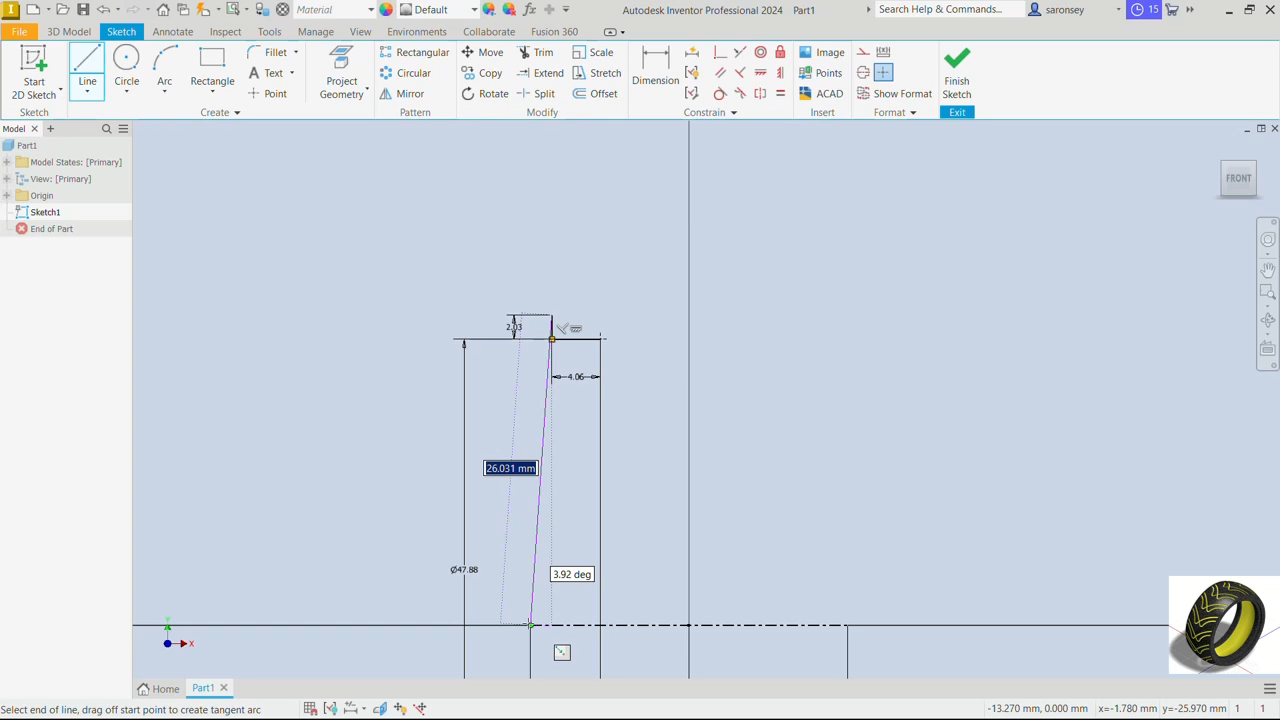 Material
Default
Autodesk Inventor Professional 2024 Part1
Search Help & Commands...
saronsey
15
File
3D Model
Sketch
Annotate
Inspect
Tools
Manage
View
Environments
Collaborate
Fusion 360
Start
2D Sketch
Line
Circle
Arc
Rectangle
Fillet
Text
Point
Project
Geometry
Rectangular
Circular
Mirror
Move
Copy
Rotate
Trim
Extend
Split
Scale
Stretch
Offset
Dimension
Image
Points
ACAD
Show Format
Finish
Sketch
Sketch
Create
Pattern
Modify
Constrain
Insert
Format
Exit
Model
Part1
Model States: [Primary]
View: [Primary]
Origin
Sketch1
End of Part
FRONT
2.03
4.06
26.031 mm
Ø47.88
3.92 deg
Y
X
Home
Part1
Select end of line, drag off start point to create tangent arc
-13.270 mm, 0.000 mm
x=-1.780 mm
y=-25.970 mm
1
1